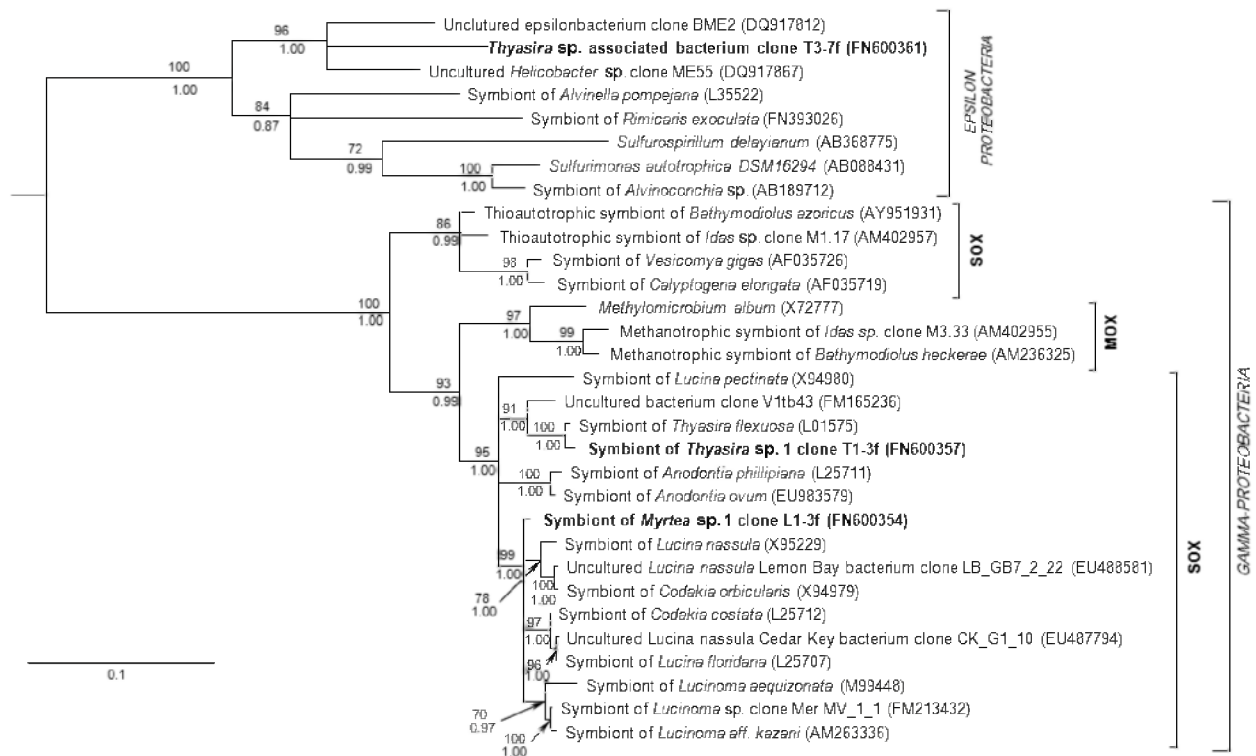 Unclutured epsilonbacterium clone BME2 (DQ917812)
96
1.00
Thyasira sp. associated bacterium clone T3-7f (FN600361)
100
1.00
Uncultured Helicobacter sp. clone ME55 (DQ917867)
Symbiont of Alvinella pompejana (L35522)
84
0.87
Symbiont of Rimicaris exoculata (FN393026)
EPSILON
PROTEOBACTERIA
Sulfurospirillum delayianum (AB368775)
72
0.99
Sulfurimonas autotrophica DSM16294 (AB088431)
100
1.00
Symbiont of Alvinoconchia sp. (AB189712)
Thioautotrophic symbiont of Bathymodiolus azoricus (AY951931)
86
0.99
Thioautotrophic symbiont of Idas sp. clone M1.17 (AM402957)
SOX
98
1.00
Symbiont of Vesicomya gigas (AF035726)
Symbiont of Calyptogena elongata (AF035719)
100
1.00
Methylomicrobium album (X72777)
97
1.00
Methanotrophic symbiont of Idas sp. clone M3.33 (AM402955)
99
1.00
MOX
Methanotrophic symbiont of Bathymodiolus heckerae (AM236325)
93
0.99
Symbiont of Lucina pectinata (X94980)
GAMMA-PROTEOBACTERIA
91
1.00
Uncultured bacterium clone V1tb43 (FM165236)
Symbiont of Thyasira flexuosa (L01575)
100
1.00
Symbiont of Thyasira sp. 1 clone T1-3f (FN600357)
95
1.00
Symbiont of Anodontia phillipiana (L25711)
100
1.00
Symbiont of Anodontia ovum (EU983579)
Symbiont of Myrtea sp. 1 clone L1-3f (FN600354)
SOX
99
1.00
Symbiont of Lucina nassula (X95229)
Uncultured Lucina nassula Lemon Bay bacterium clone LB_GB7_2_22 (EU488581)
100
1.00
78
1.00
Symbiont of Codakia orbicularis (X94979)
Symbiont of Codakia costata (L25712)
97
1.00
Uncultured Lucina nassula Cedar Key bacterium clone CK_G1_10 (EU487794)
96
1.00
Symbiont of Lucina floridana (L25707)
0.1
Symbiont of Lucinoma aequizonata (M99448)
70
0.97
Symbiont of Lucinoma sp. clone Mer MV_1_1 (FM213432)
100
1.00
Symbiont of Lucinoma aff. kazani (AM263336)